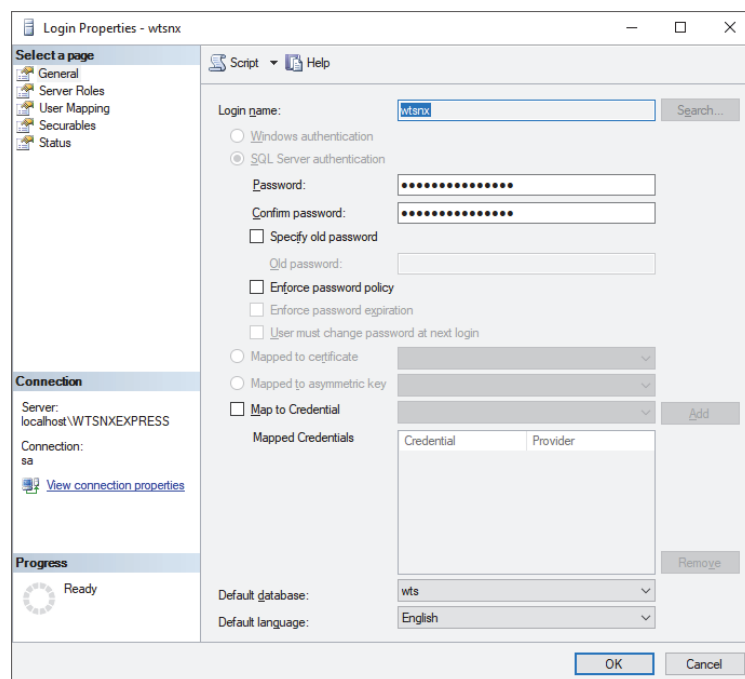 Login Properties - wtsnx
Select a page
General
Server Roles
User Mapping
Securables
Status
Connection
Server:
localhost\WTSNXEXPRESS
Connection:
sa
View connection properties
Progress
Ready
Script
Help
Login name:
wtsnx
Search...
Windows authentication
SQL Server authentication
Password:
●●●●●●●●●●●●●●●
Confirm password:
●●●●●●●●●●●●●●●
Specify old password
Old password:
Enforce password policy
Enforce password expiration
User must change password at next login
Mapped to certificate
Mapped to asymmetric key
Map to Credential
Add
Mapped Credentials
Credential Provider
Remove
Default database:
wts
Default language:
English
OK
Cancel